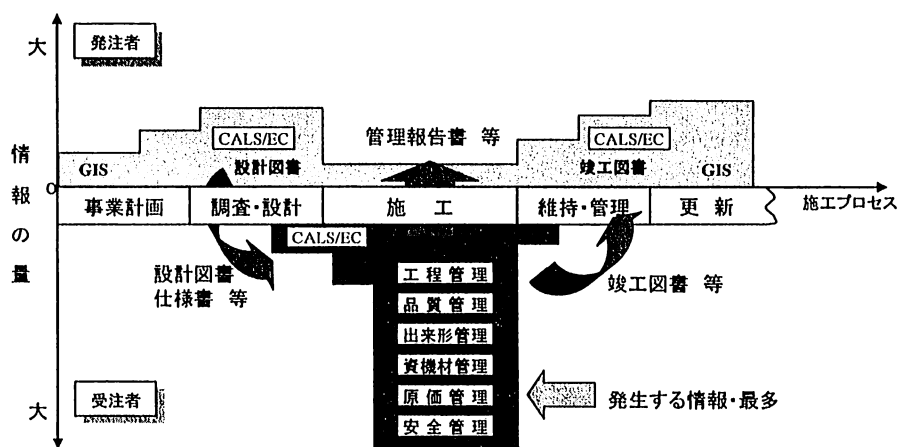 大
発注者
CALS/EC
管理報告書 等
CALS/EC
情報の量
GIS
設計図書
竣工図書
GIS
0
事業計画
調査・設計
施 工
維持・管理
更 新
施工プロセス
CALS/EC
設計図書
仕様書 等
工程管理
竣工図書 等
品質管理
出来形管理
資機材管理
原価管理
発生する情報・最多
受注者
大
安全管理